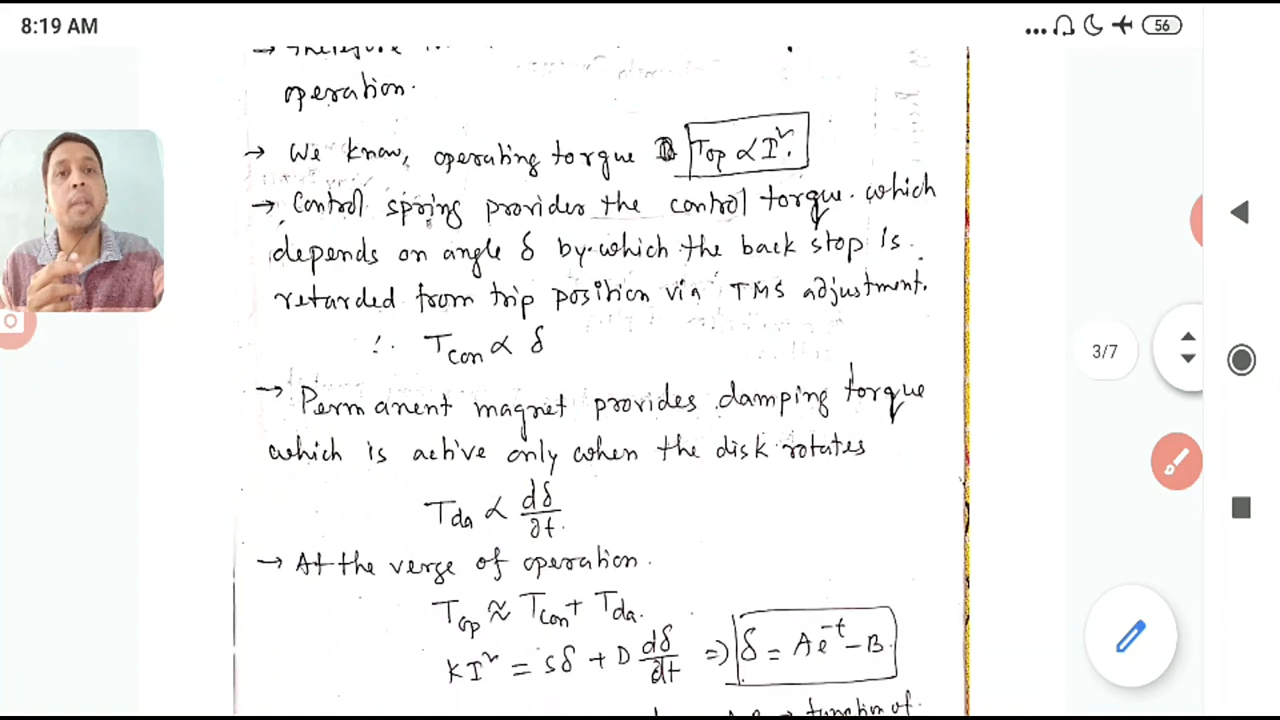 8:19 AM
56
→ Therefore
operation.
→ We know, operating torque Top ∝ I².
→ Control spring provides the control torque. which
depends on angle δ by which the back stop is
retarded from trip position via TMS adjustment.
∴ Tcon ∝ δ
3/7
→ Permanent magnet provides damping torque
which is active only when the disk rotates
Tda ∝ dδ/dt.
→ At the verge of operation.
Top ≈ Tcon + Tda.
KI² = Sδ + D dδ/dt ⇒ δ = Ae⁻ᵗ - B
function of